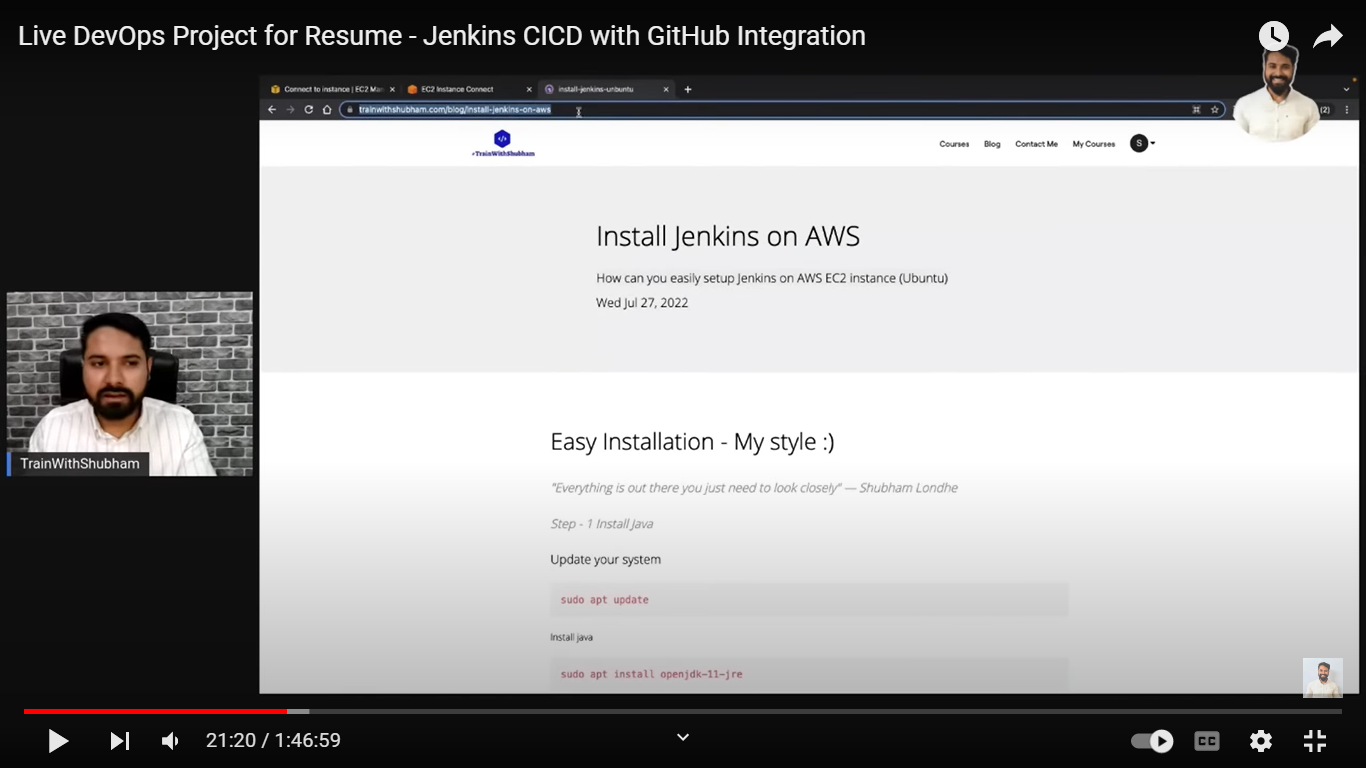 Live DevOps Project for Resume - Jenkins CICD with GitHub Integration
Connect to instance | EC2 Man
EC2 Instance Connect
install-jenkins-unbuntu
trainwithshubham.com/blog/install-jenkins-on-aws
(2)
TrainWithShubham
Courses
Blog
Contact Me
My Courses
S
Install Jenkins on AWS
How can you easily setup Jenkins on AWS EC2 instance (Ubuntu)
Wed Jul 27, 2022
Easy Installation - My style :)
"Everything is out there you just need to look closely" — Shubham Londhe
Step - 1 Install Java
Update your system
sudo apt update
Install java
sudo apt install openjdk-11-jre
TrainWithShubham
21:20 / 1:46:59
CC